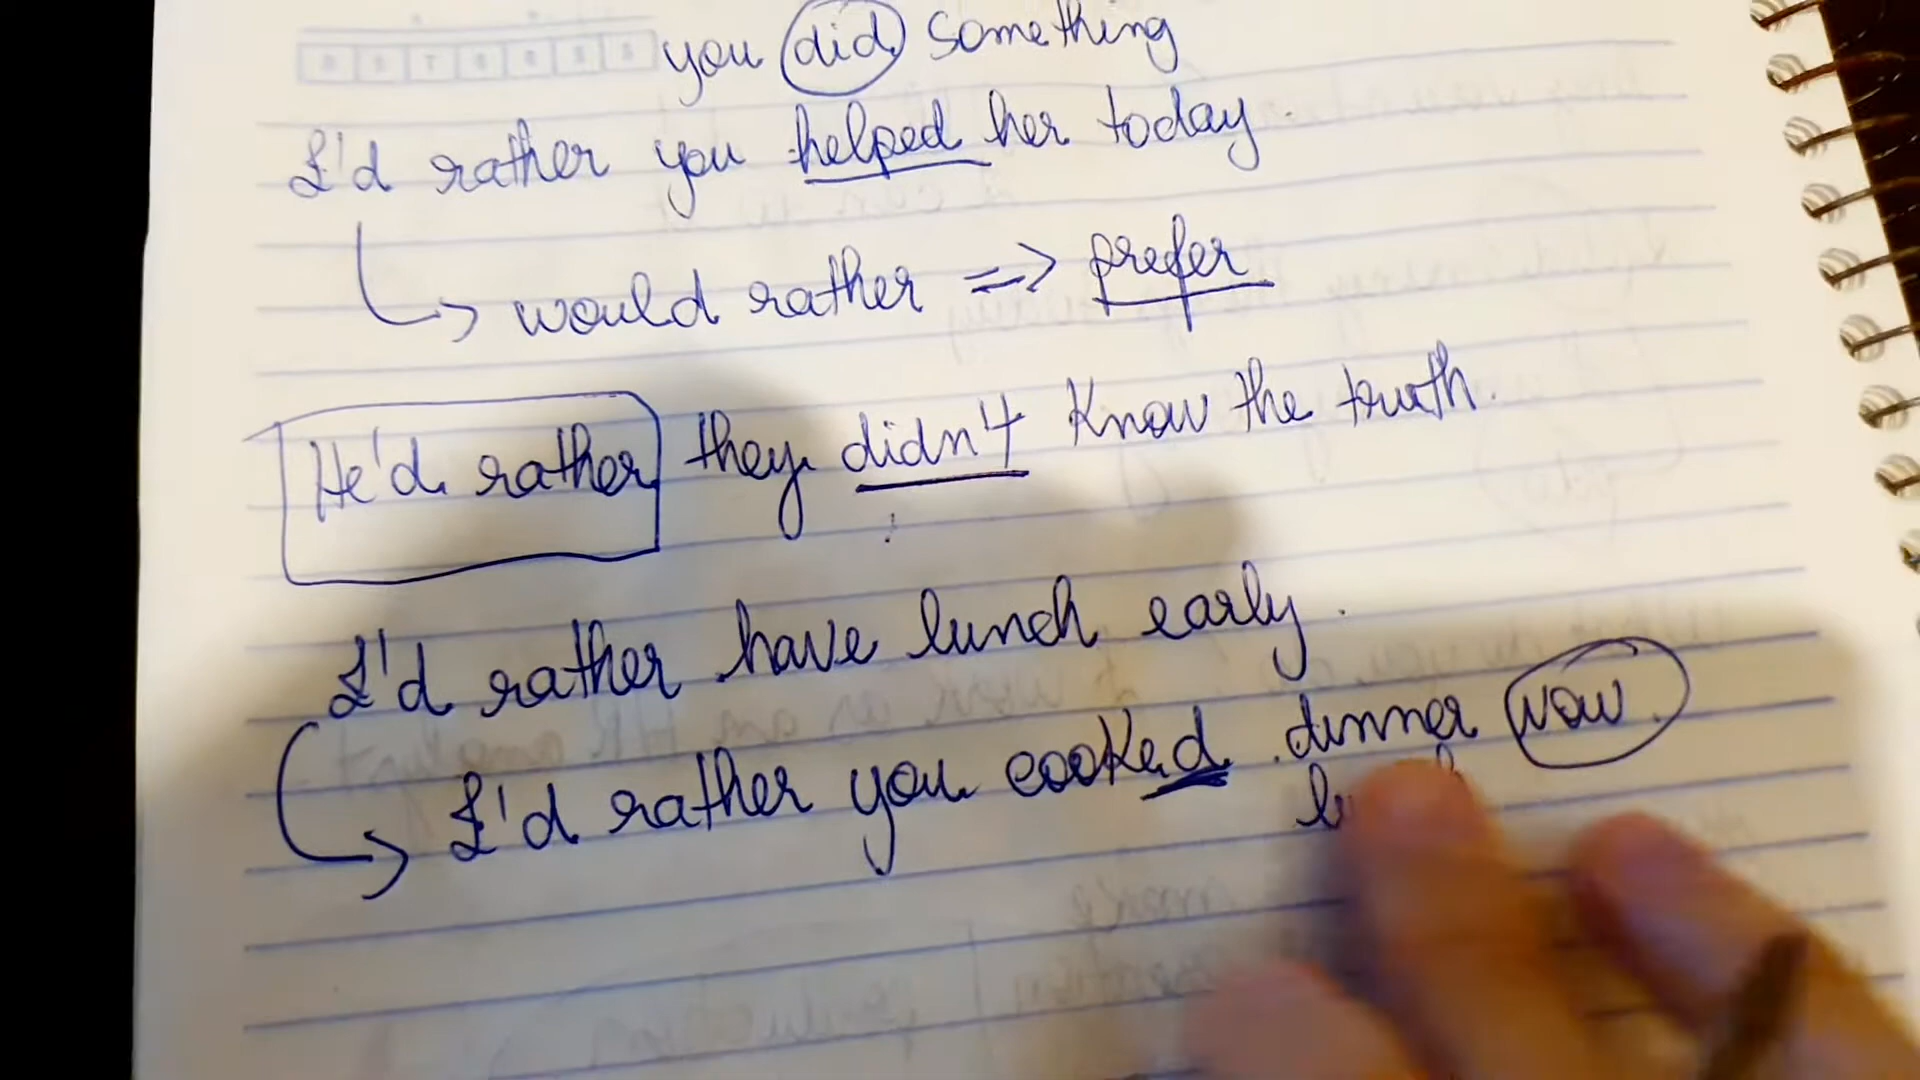 you did something
I'd rather you helped her today.
would rather => prefer
He'd rather they didn't know the truth.
I'd rather have lunch early.
I'd rather you cooked dinner now.